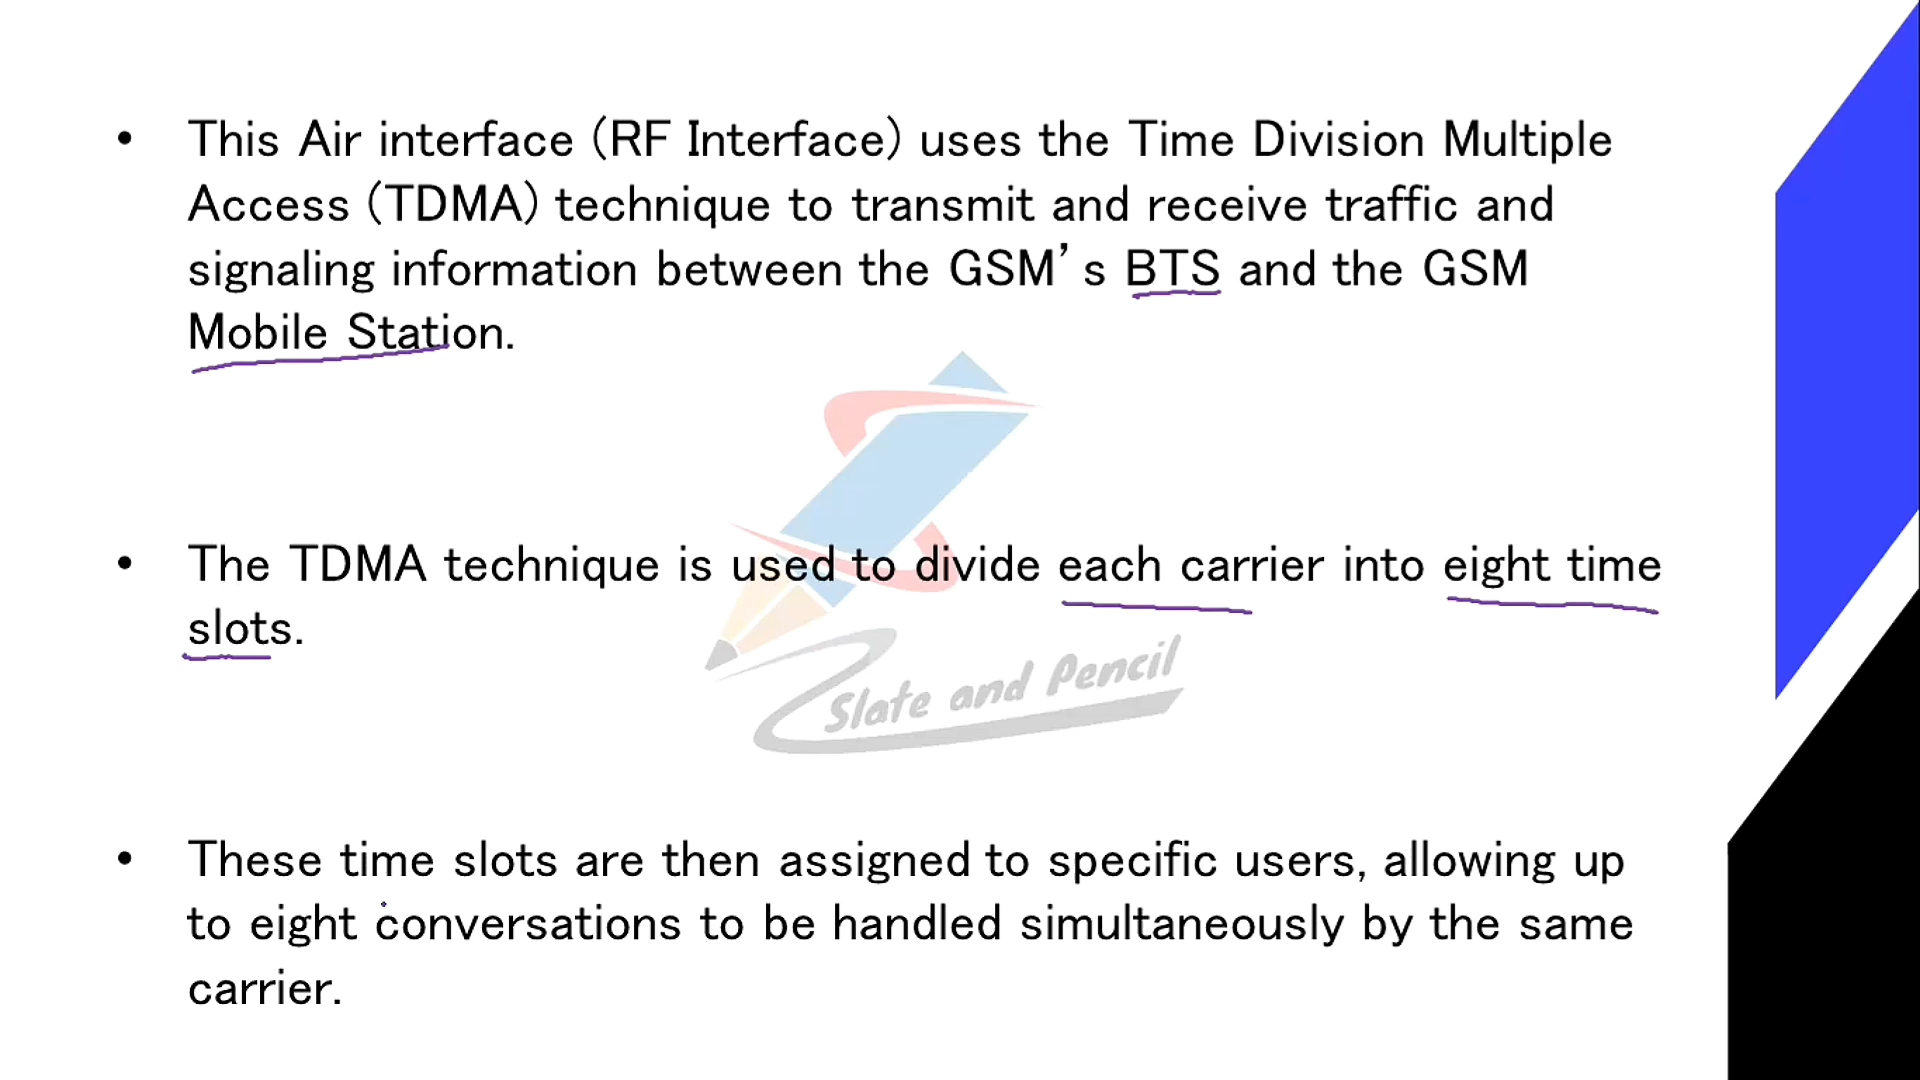 • This Air interface (RF Interface) uses the Time Division Multiple
Access (TDMA) technique to transmit and receive traffic and
signaling information between the GSM’s BTS and the GSM
Mobile Station.
• The TDMA technique is used to divide each carrier into eight time
slots.
Slate and Pencil
• These time slots are then assigned to specific users, allowing up
to eight conversations to be handled simultaneously by the same
carrier.